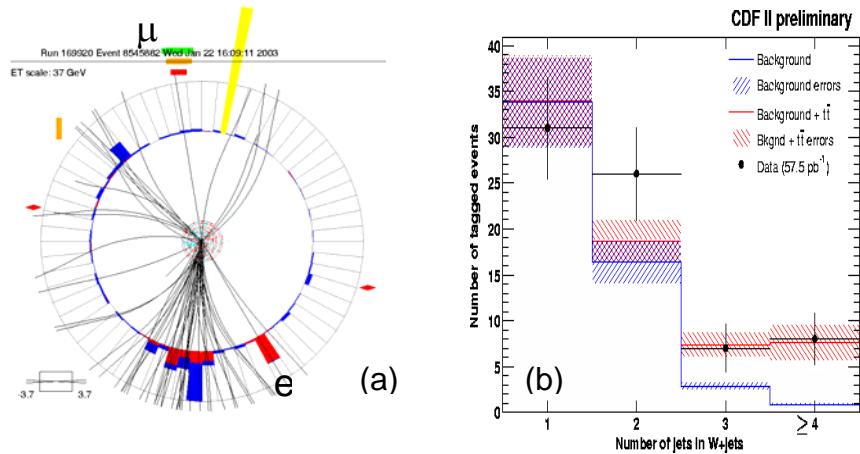 μ
Run 169920 Event 8545882 Wed Jan 22 16:09:11 2003
ET scale: 37 GeV
-3.7 3.7
e
(a)
CDF II preliminary
Background
Background errors
Background + tt̄
Bkgnd + tt̄ errors
Data (57.5 pb⁻¹)
Number of tagged events
40
35
30
25
20
15
10
5
0
(b)
1 2 3 ≥ 4
Number of jets in W+jets